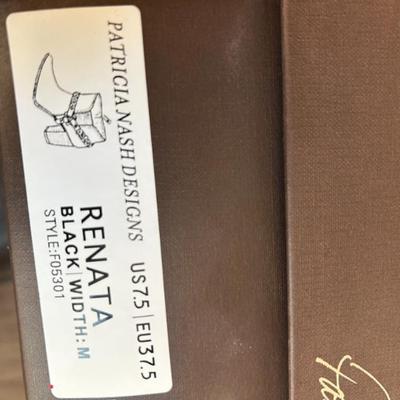 PATRICIA NASH DESIGNS
US7.5 | EU37.5
RENATA
BLACK | WIDTH: M
STYLE:F05301